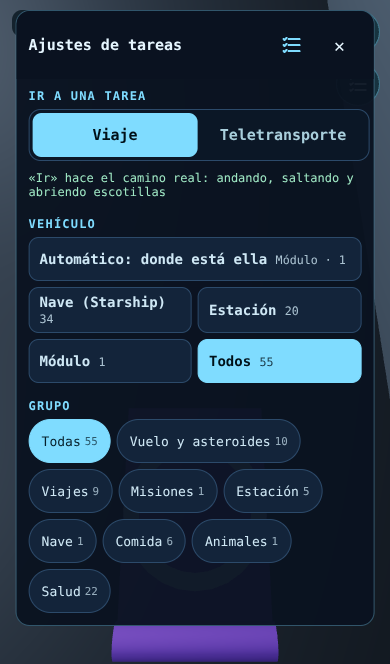 Ajustes de tareas ✕
IR A UNA TAREA
Viaje Teletransporte
«Ir» hace el camino real: andando, saltando y
abriendo escotillas
VEHÍCULO
Automático: donde está ella Módulo · 1
Nave (Starship)
34
Estación 20
Módulo 1 Todos 55
GRUPO
Todas 55 Vuelo y asteroides 10
Viajes 9 Misiones 1 Estación 5
Nave 1 Comida 6 Animales 1
Salud 22